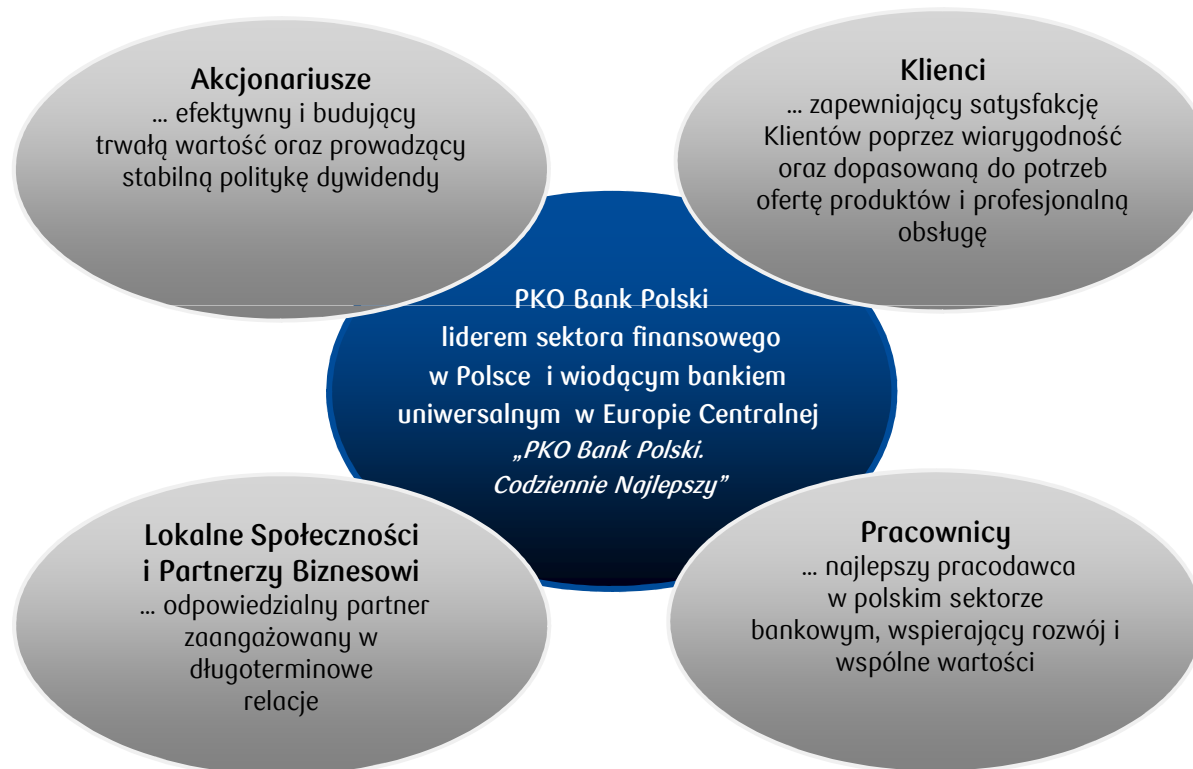 Akcjonariusze
... efektywny i budujący
trwałą wartość oraz prowadzący
stabilną politykę dywidendy
Klienci
... zapewniający satysfakcję
Klientów poprzez wiarygodność
oraz dopasowaną do potrzeb
ofertę produktów i profesjonalną
obsługę
PKO Bank Polski
liderem sektora finansowego
w Polsce i wiodącym bankiem
uniwersalnym w Europie Centralnej
„PKO Bank Polski.
Codziennie Najlepszy”
Lokalne Społeczności
i Partnerzy Biznesowi
... odpowiedzialny partner
zaangażowany w
długoterminowe
relacje
Pracownicy
... najlepszy pracodawca
w polskim sektorze
bankowym, wspierający rozwój i
wspólne wartości